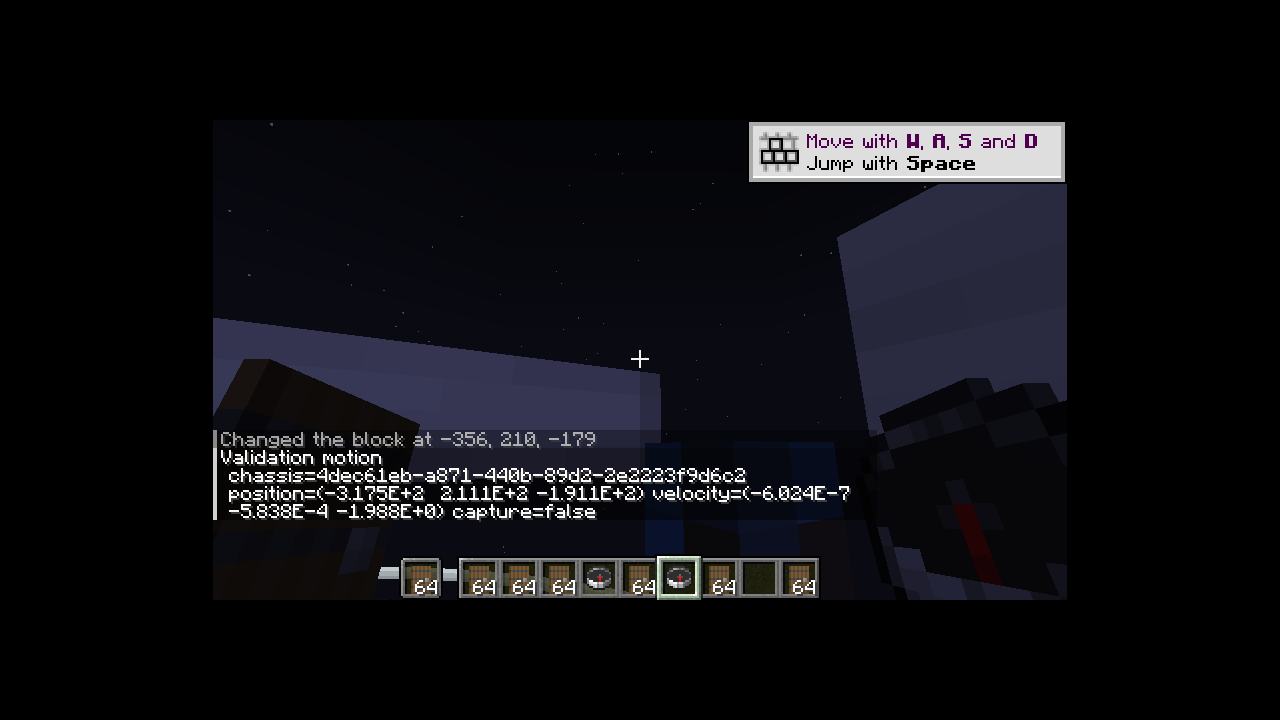 Move with W, A, S and D
Jump with Space
Changed the block at -356, 210, -179
Validation motion
chassis=4dec61eb-a871-440b-89d2-2e2223f9d6c2
position=(-3.175E+2 2.111E+2 -1.911E+2) velocity=(-6.024E-7
-5.838E-4 -1.988E+0) capture=false
64 64 64 64 64 64 64